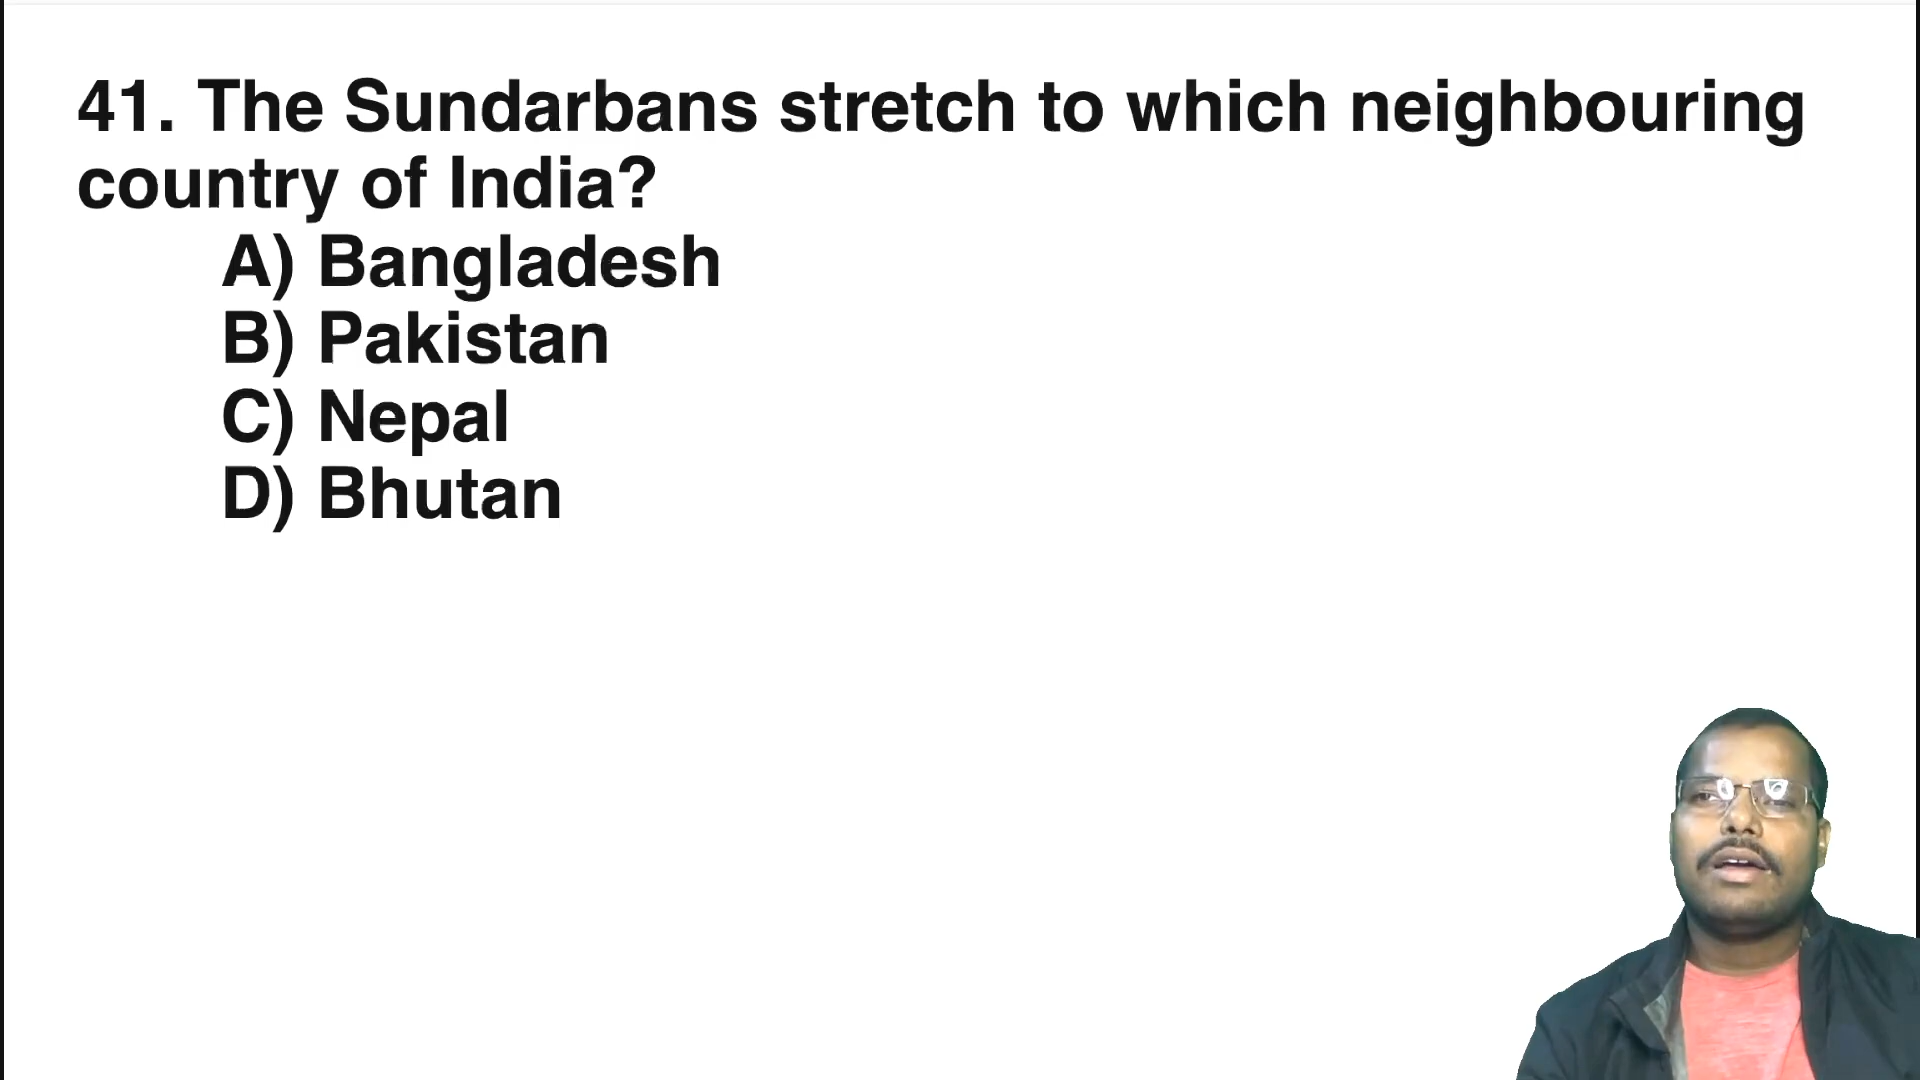 41. The Sundarbans stretch to which neighbouring
country of India?
A) Bangladesh
B) Pakistan
C) Nepal
D) Bhutan